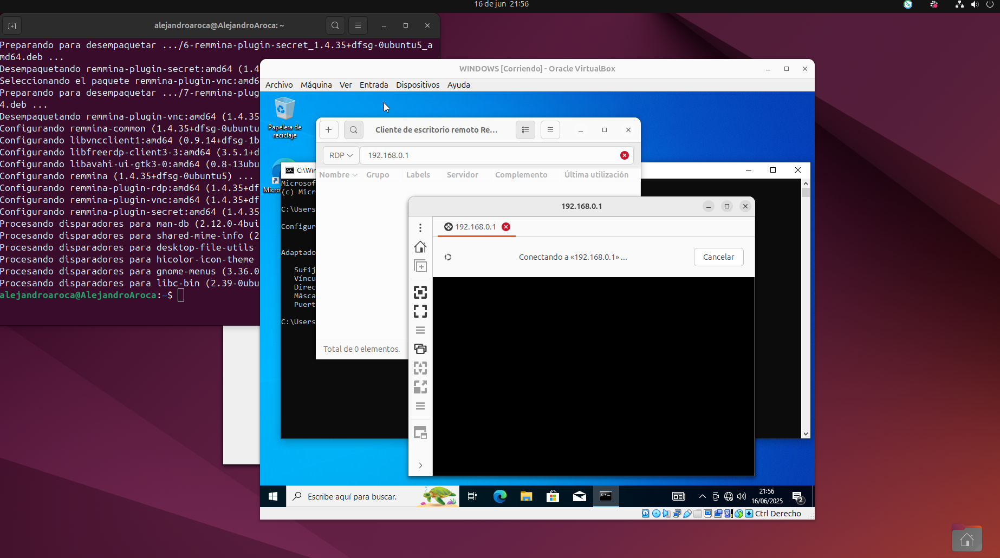 16 de jun 21:56
alejandroaroca@AlejandroAroca: ~
Preparando para desempaquetar .../6-remmina-plugin-secret_1.4.35+dfsg-0ubuntu5_a
md64.deb ...
Desempaquetando remmina-plugin-secret:amd64 (1.4
Seleccionando el paquete remmina-plugin-vnc:amd6
Preparando para desempaquetar .../7-remmina-plug
4.deb ...
Desempaquetando remmina-plugin-vnc:amd64 (1.4.35
Configurando remmina-common (1.4.35+dfsg-0ubuntu
Configurando libvncclient1:amd64 (0.9.14+dfsg-1b
Configurando libfreerdp-client3-3:amd64 (3.5.1+d
Configurando libavahi-ui-gtk3-0:amd64 (0.8-13ubu
Configurando remmina (1.4.35+dfsg-0ubuntu5) ...
Configurando remmina-plugin-rdp:amd64 (1.4.35+df
Configurando remmina-plugin-vnc:amd64 (1.4.35+df
Configurando remmina-plugin-secret:amd64 (1.4.35
Procesando disparadores para man-db (2.12.0-4bui
Procesando disparadores para shared-mime-info (2
Procesando disparadores para desktop-file-utils
Procesando disparadores para hicolor-icon-theme
Procesando disparadores para gnome-menus (3.36.0
Procesando disparadores para libc-bin (2.39-0ubu
alejandroaroca@AlejandroAroca:~$
WINDOWS [Corriendo] - Oracle VirtualBox
Archivo Máquina Ver Entrada Dispositivos Ayuda
Papelera de
reciclaje
Micros
C:\Win
Microsof
(c) Micr
C:\Users
Configur
Adaptado
Sufij
Víncu
Direc
Másca
Puert
C:\Users
Cliente de escritorio remoto Re...
RDP 192.168.0.1
Nombre Grupo Labels Servidor Complemento Última utilización
Total de 0 elementos.
192.168.0.1
192.168.0.1
Conectando a «192.168.0.1» ...
Cancelar
Escribe aquí para buscar.
21:56
16/06/2025
2
Ctrl Derecho